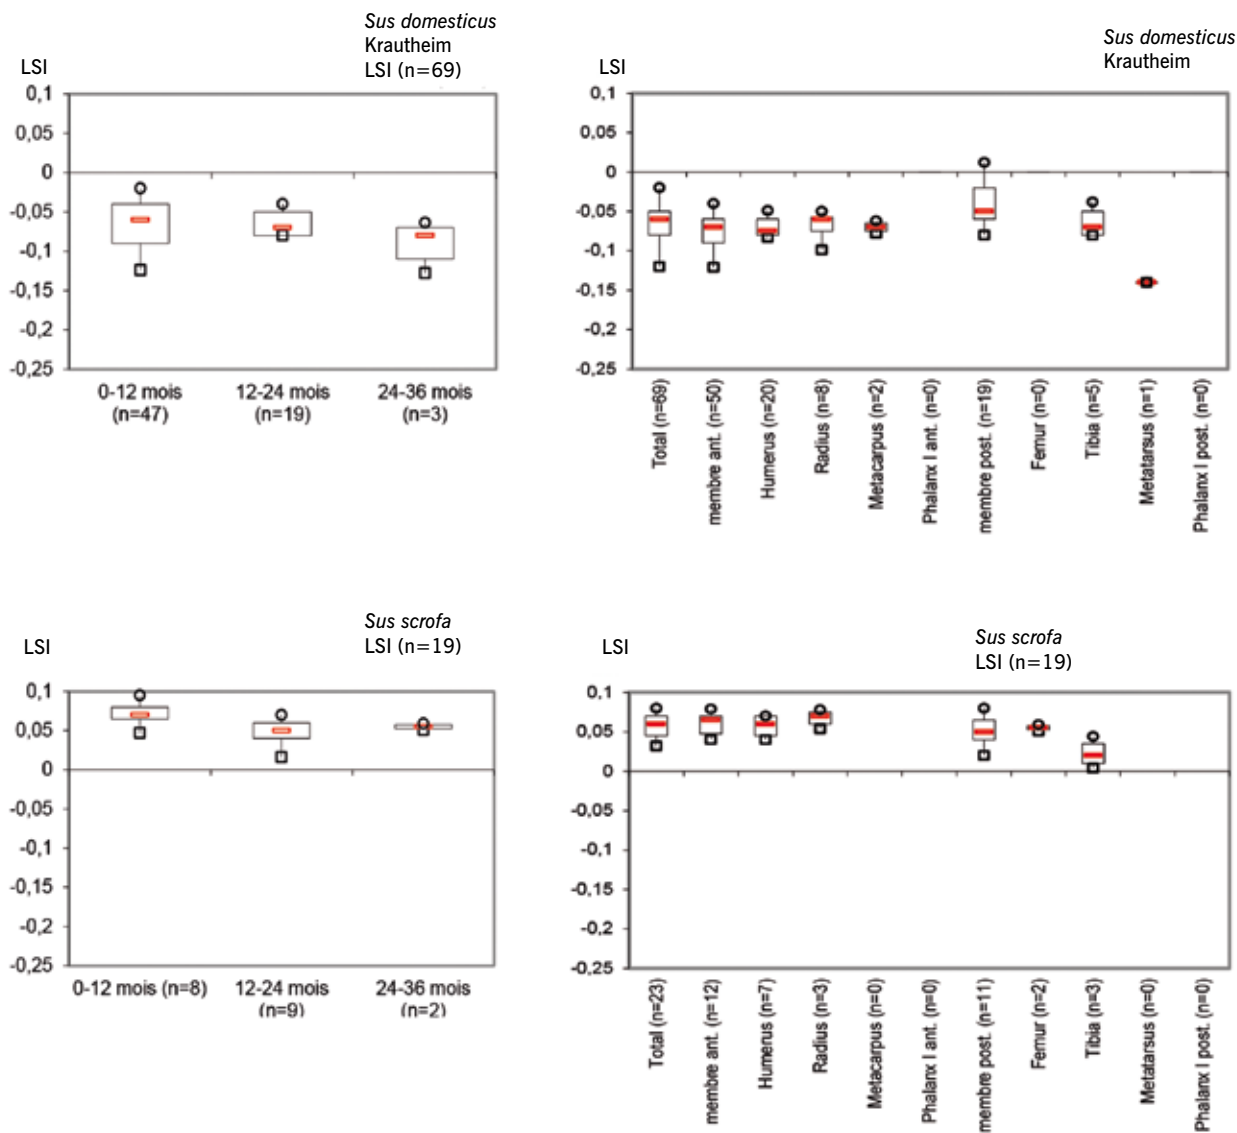 Sus domesticus
Krautheim
LSI (n=69)
LSI
0,1
0,05
0
-0,05
-0,1
-0,15
-0,2
-0,25
0-12 mois
(n=47)
12-24 mois
(n=19)
24-36 mois
(n=3)
Sus domesticus
Krautheim
LSI
0,1
0,05
0
-0,05
-0,1
-0,15
-0,2
-0,25
Total (n=69)
membre ant. (n=50)
Humerus (n=20)
Radius (n=8)
Metacarpus (n=2)
Phalanx I ant. (n=0)
membre post. (n=19)
Femur (n=0)
Tibia (n=5)
Metatarsus (n=1)
Phalanx I post. (n=0)
Sus scrofa
LSI (n=19)
LSI
0,1
0,05
0
-0,05
-0,1
-0,15
-0,2
-0,25
0-12 mois (n=8)
12-24 mois
(n=9)
24-36 mois
(n=2)
Sus scrofa
LSI (n=19)
LSI
0,1
0,05
0
-0,05
-0,1
-0,15
-0,2
-0,25
Total (n=23)
membre ant. (n=12)
Humerus (n=7)
Radius (n=3)
Metacarpus (n=0)
Phalanx I ant. (n=0)
membre post. (n=11)
Femur (n=2)
Tibia (n=3)
Metatarsus (n=0)
Phalanx I post. (n=0)